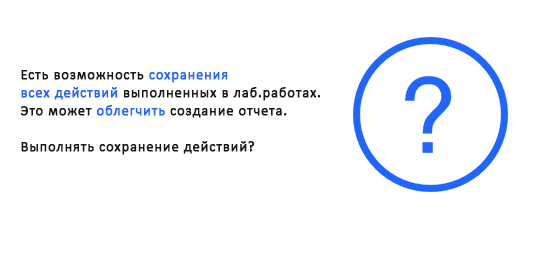 Есть возможность сохранения
всех действий выполненных в лаб.работах.
Это может облегчить создание отчета.
Выполнять сохранение действий?
?